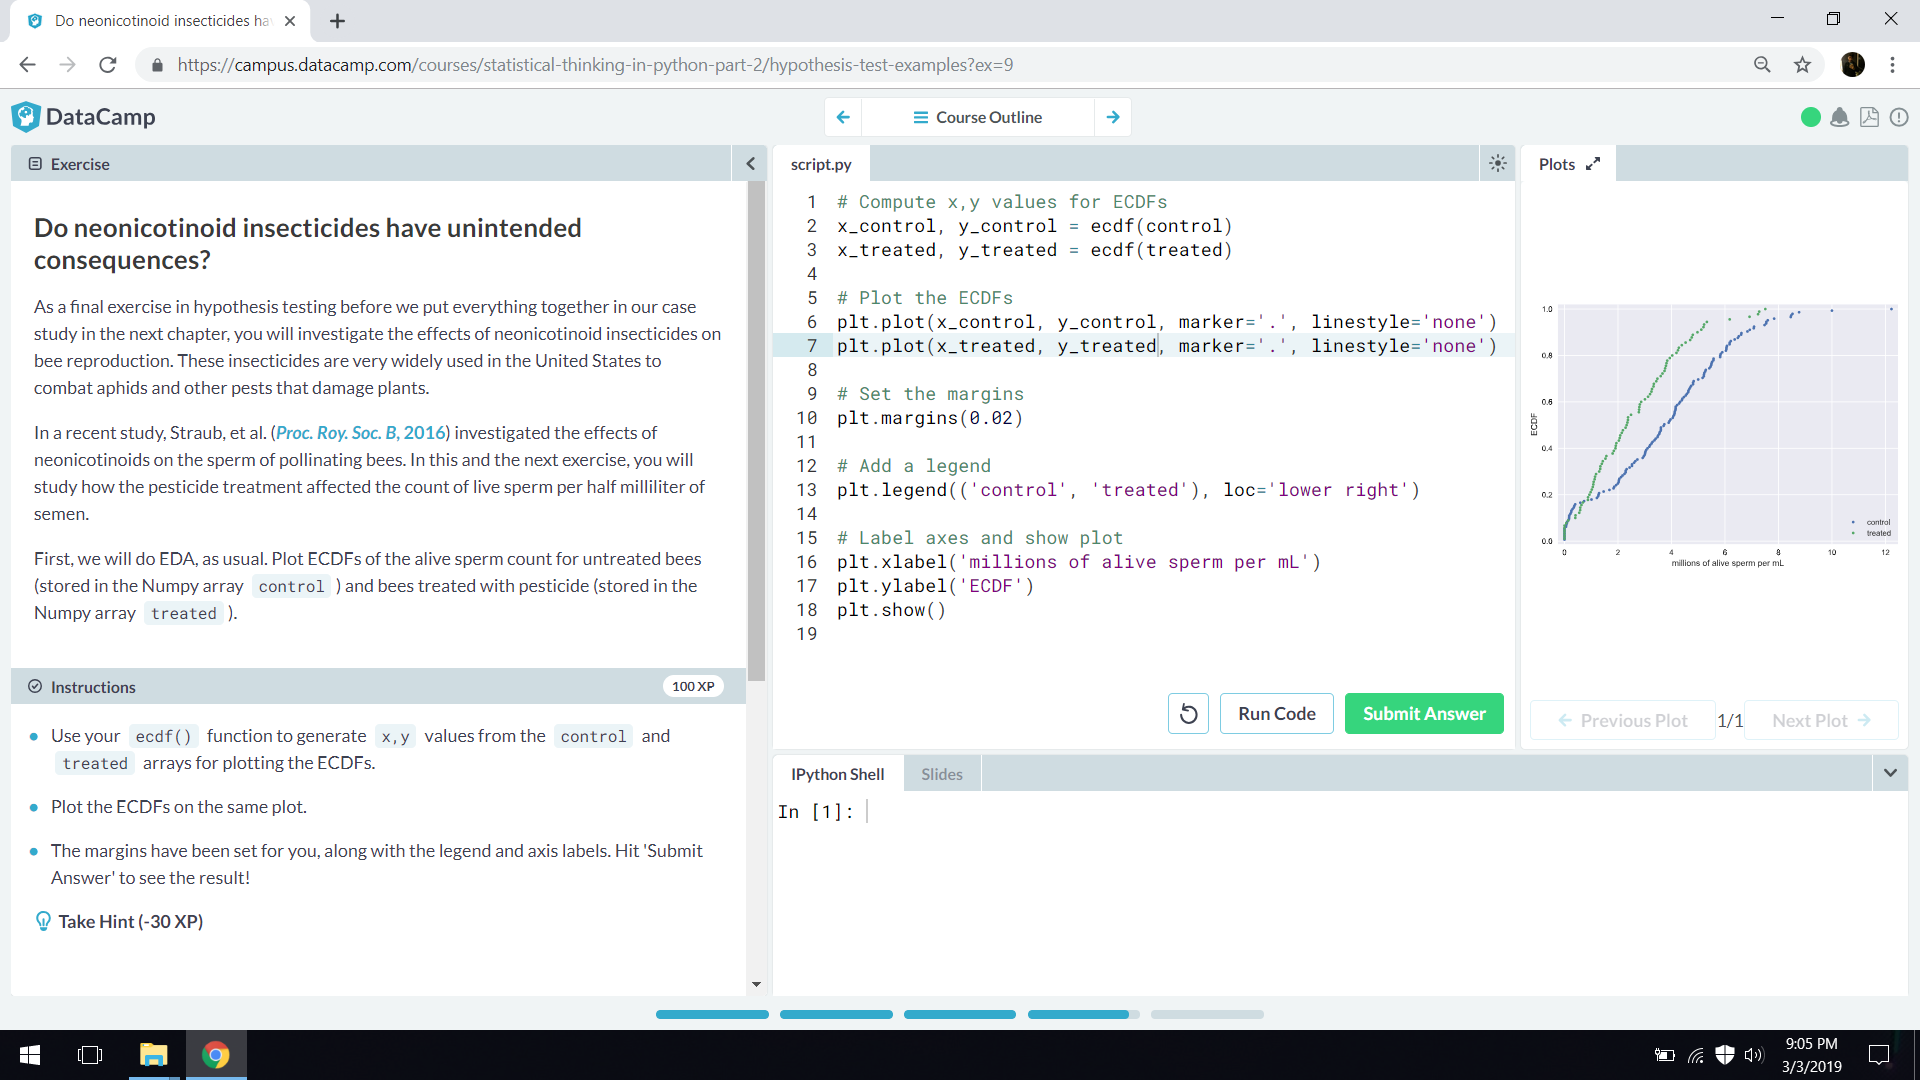 Do neonicotinoid insecticides ha
https://campus.datacamp.com/courses/statistical-thinking-in-python-part-2/hypothesis-test-examples?ex=9
DataCamp
Course Outline
Exercise
Do neonicotinoid insecticides have unintended
consequences?
As a final exercise in hypothesis testing before we put everything together in our case
study in the next chapter, you will investigate the effects of neonicotinoid insecticides on
bee reproduction. These insecticides are very widely used in the United States to
combat aphids and other pests that damage plants.
In a recent study, Straub, et al. (Proc. Roy. Soc. B, 2016) investigated the effects of
neonicotinoids on the sperm of pollinating bees. In this and the next exercise, you will
study how the pesticide treatment affected the count of live sperm per half milliliter of
semen.
First, we will do EDA, as usual. Plot ECDFs of the alive sperm count for untreated bees
(stored in the Numpy array control ) and bees treated with pesticide (stored in the
Numpy array treated ).
Instructions
100 XP
Use your ecdf() function to generate x,y values from the control and
treated arrays for plotting the ECDFs.
Plot the ECDFs on the same plot.
The margins have been set for you, along with the legend and axis labels. Hit 'Submit
Answer' to see the result!
Take Hint (-30 XP)
script.py
1 # Compute x,y values for ECDFs
2 x_control, y_control = ecdf(control)
3 x_treated, y_treated = ecdf(treated)
4
5 # Plot the ECDFs
6 plt.plot(x_control, y_control, marker='.', linestyle='none')
7 plt.plot(x_treated, y_treated, marker='.', linestyle='none')
8
9 # Set the margins
10 plt.margins(0.02)
11
12 # Add a legend
13 plt.legend(('control', 'treated'), loc='lower right')
14
15 # Label axes and show plot
16 plt.xlabel('millions of alive sperm per mL')
17 plt.ylabel('ECDF')
18 plt.show()
19
Run Code
Submit Answer
IPython Shell
Slides
In [1]:
Plots
1.0
0.8
0.6
0.4
0.2
0.0
ECDF
control
treated
0 2 4 6 8 10 12
millions of alive sperm per mL
Previous Plot
1/1
Next Plot
9:05 PM
3/3/2019